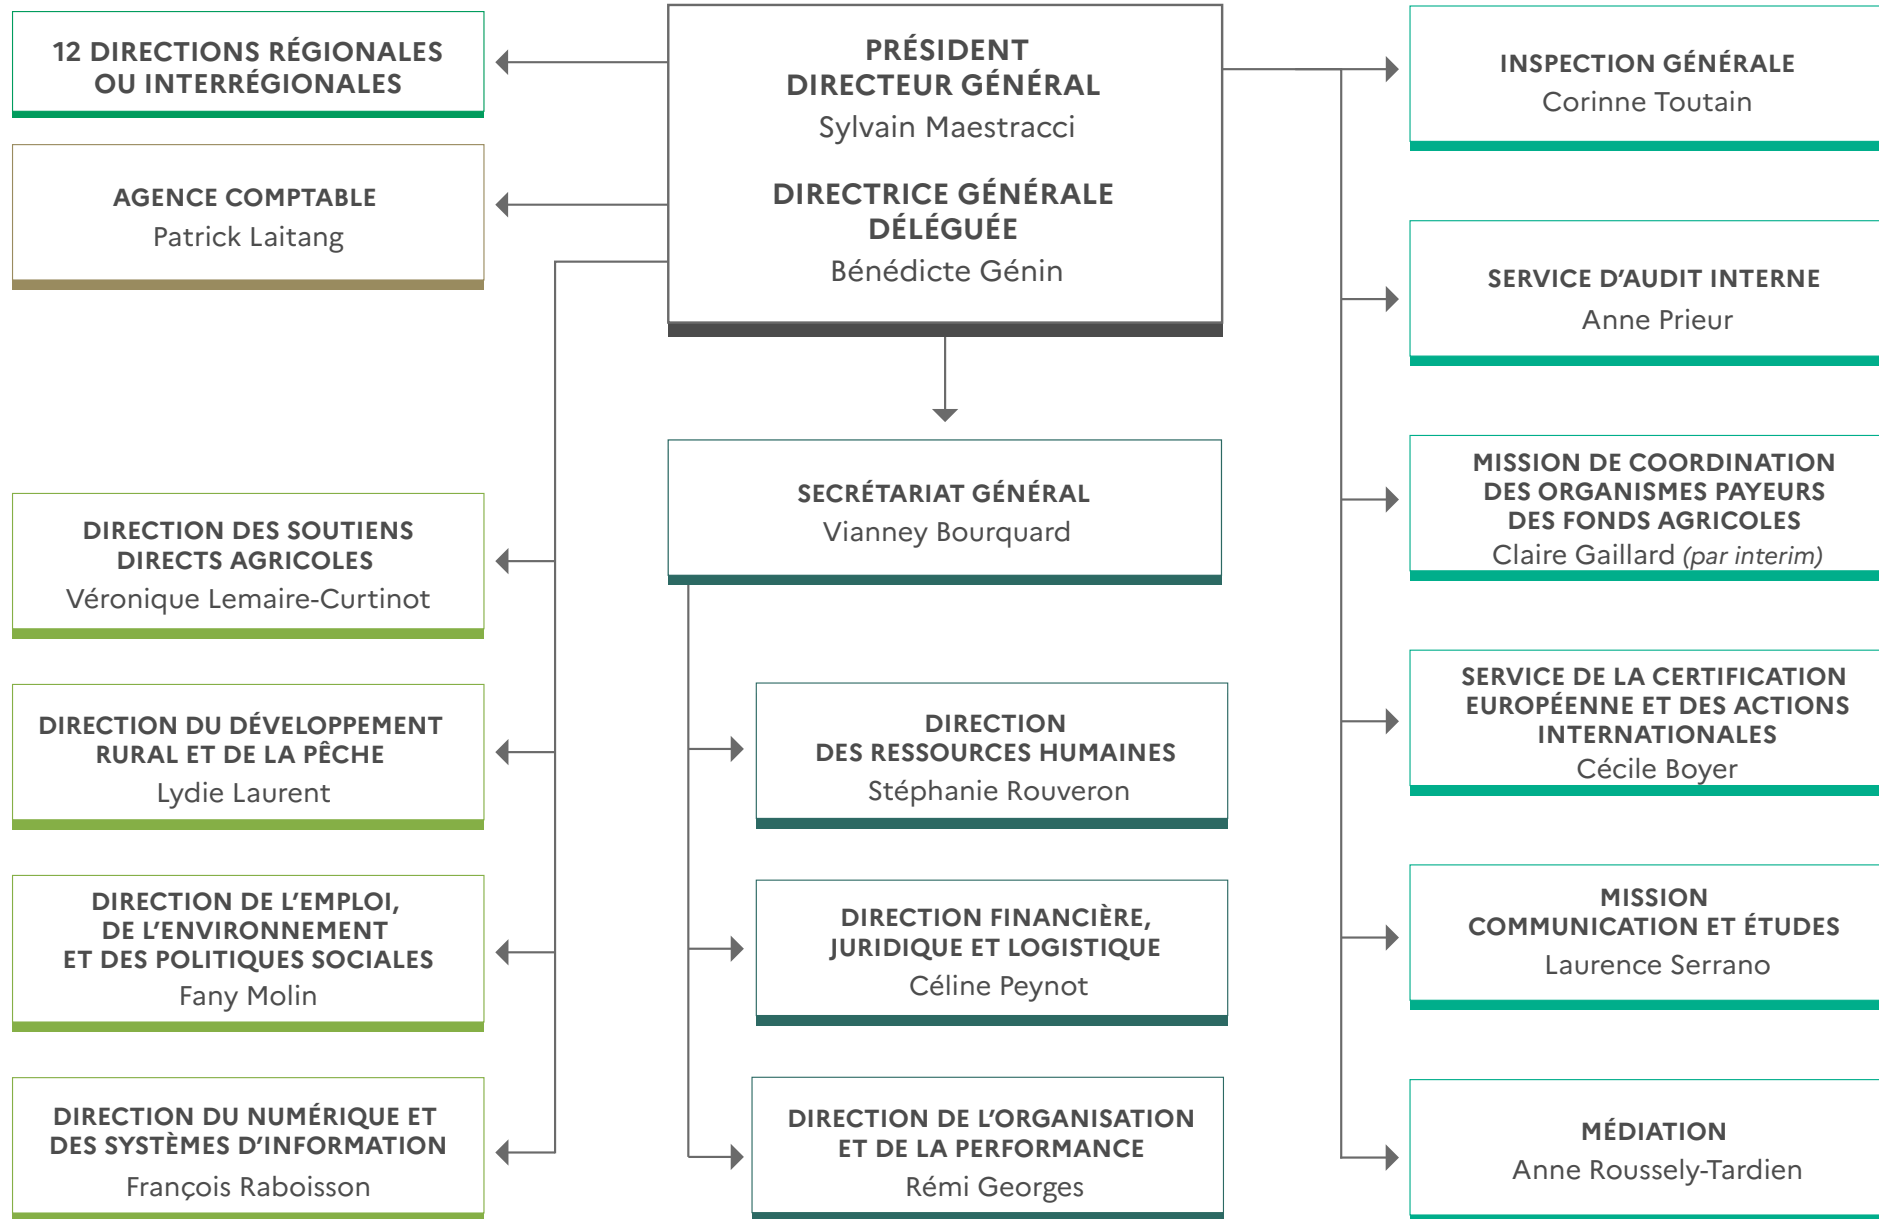 12 DIRECTIONS RÉGIONALES
OU INTERRÉGIONALES
AGENCE COMPTABLE
Patrick Laitang
PRÉSIDENT
DIRECTEUR GÉNÉRAL
Sylvain Maestracci
DIRECTRICE GÉNÉRALE
DÉLÉGUÉE
Bénédicte Génin
INSPECTION GÉNÉRALE
Corinne Toutain
SERVICE D’AUDIT INTERNE
Anne Prieur
MISSION DE COORDINATION
DES ORGANISMES PAYEURS
DES FONDS AGRICOLES
Claire Gaillard (par interim)
SERVICE DE LA CERTIFICATION
EUROPÉENNE ET DES ACTIONS
INTERNATIONALES
Cécile Boyer
MISSION
COMMUNICATION ET ÉTUDES
Laurence Serrano
MÉDIATION
Anne Roussely-Tardien
SECRÉTARIAT GÉNÉRAL
Vianney Bourquard
DIRECTION
DES RESSOURCES HUMAINES
Stéphanie Rouveron
DIRECTION FINANCIÈRE,
JURIDIQUE ET LOGISTIQUE
Céline Peynot
DIRECTION DE L’ORGANISATION
ET DE LA PERFORMANCE
Rémi Georges
DIRECTION DES SOUTIENS
DIRECTS AGRICOLES
Véronique Lemaire-Curtinot
DIRECTION DU DÉVELOPPEMENT
RURAL ET DE LA PÊCHE
Lydie Laurent
DIRECTION DE L’EMPLOI,
DE L’ENVIRONNEMENT
ET DES POLITIQUES SOCIALES
Fany Molin
DIRECTION DU NUMÉRIQUE ET
DES SYSTÈMES D’INFORMATION
François Raboisson